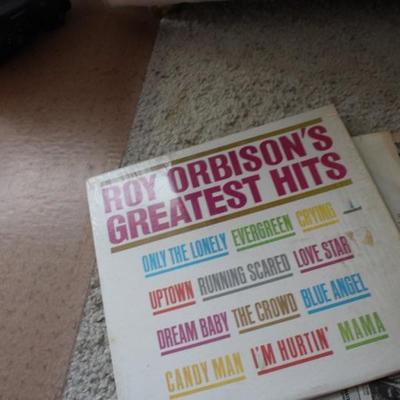 ROY ORBISON'S
GREATEST HITS
ONLY THE LONELY EVERGREEN CRYING
UPTOWN RUNNING SCARED LOVE STAR
DREAM BABY THE CROWD BLUE ANGEL
CANDY MAN I'M HURTIN' MAMA